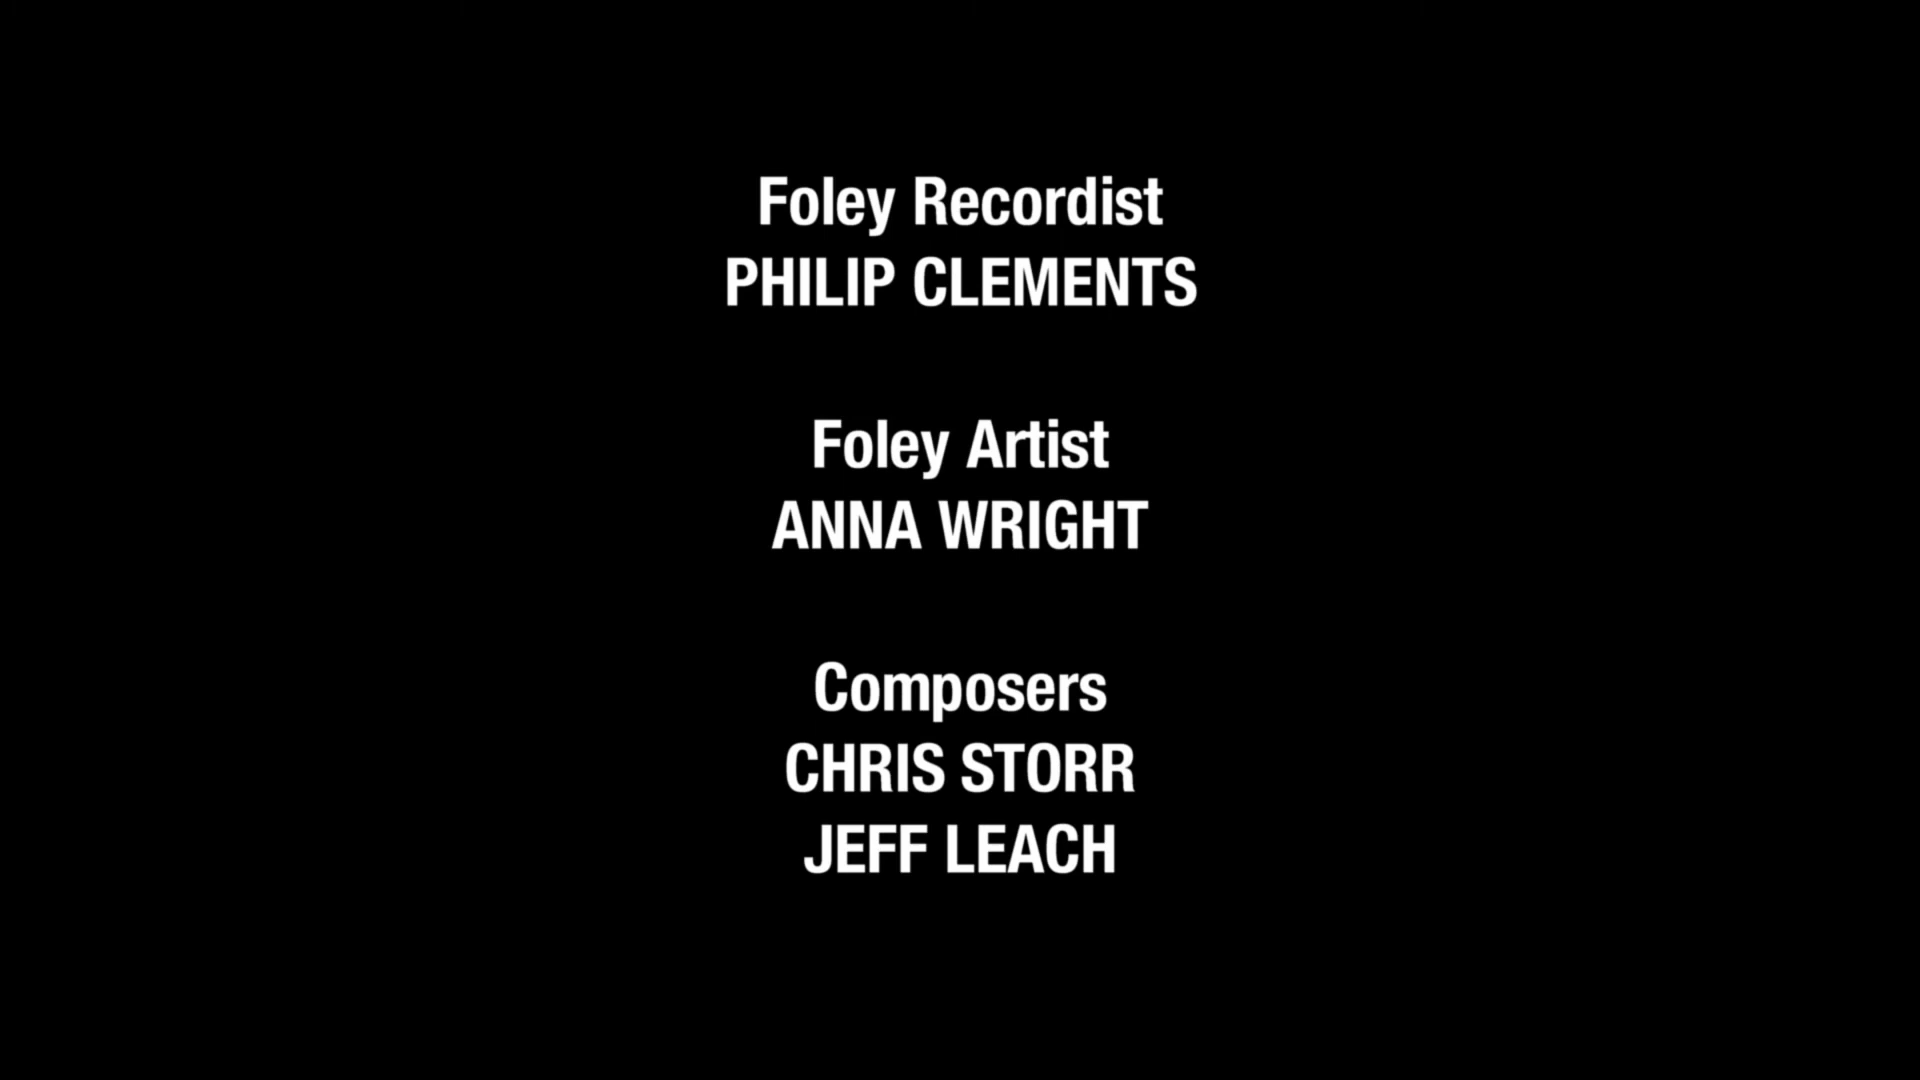 Foley Recordist
PHILIP CLEMENTS
Foley Artist
ANNA WRIGHT
Composers
CHRIS STORR
JEFF LEACH